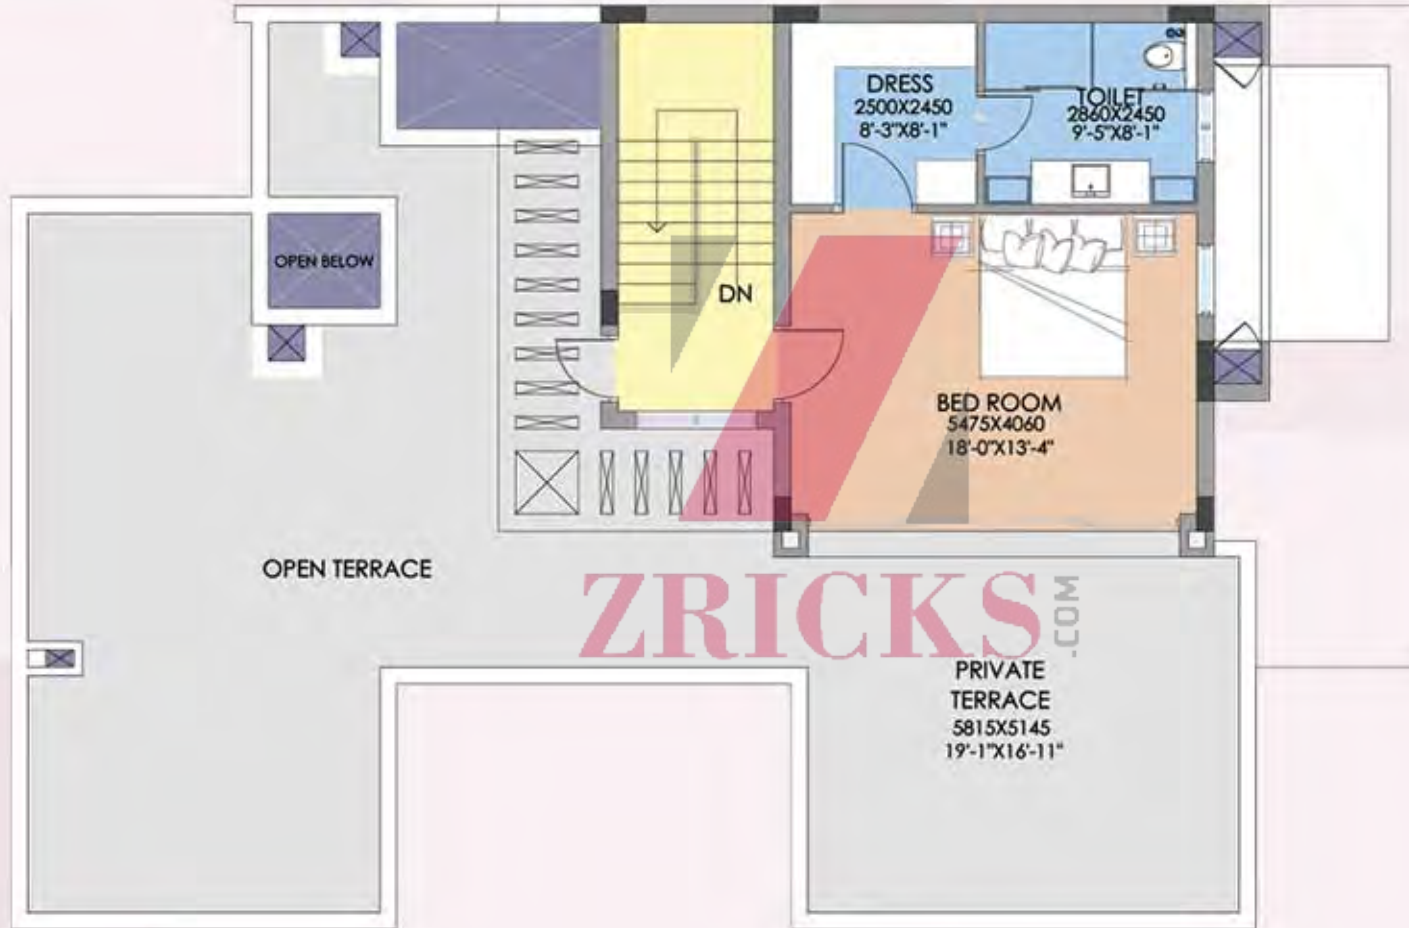 DRESS
2500X2450
8'-3"X8'-1"
TOILET
2860X2450
9'-5"X8'-1"
OPEN BELOW
DN
BED ROOM
5475X4060
18'-0"X13'-4"
OPEN TERRACE
ZRICKS
.COM
PRIVATE
TERRACE
5815X5145
19'-1"X16'-11"